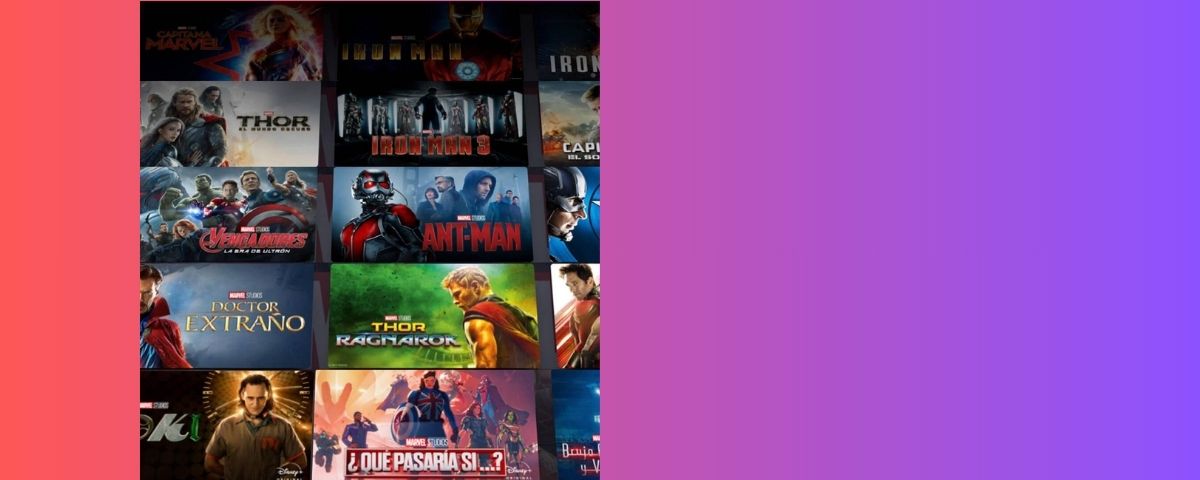 CAPITANA
MARVEL
MARVEL STUDIOS
IRON MAN
IRON
THOR
EL MUNDO OSCURO
IRON MAN 3
CAPI
EL SO
MARVEL STUDIOS
VENGADORES
LA ERA DE ULTRÓN
MARVEL STUDIOS
ANT-MAN
MARVEL STUDIOS
DOCTOR
EXTRAÑO
MARVEL STUDIOS
THOR
RAGNAROK
MARVEL STUDIOS
OKI
Disney+
ORIGINAL
MARVEL STUDIOS
¿QUÉ PASARÍA SI...?
Disney+
ORIGINAL
Bruja
y V